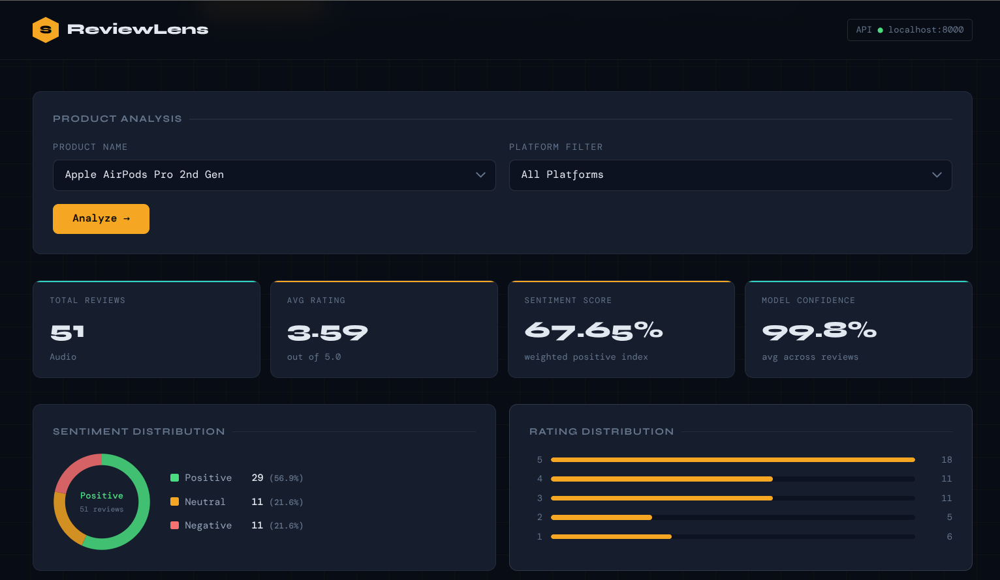 S ReviewLens
API ● localhost:8000
PRODUCT ANALYSIS
PRODUCT NAME
Apple AirPods Pro 2nd Gen
PLATFORM FILTER
All Platforms
Analyze →
TOTAL REVIEWS
51
Audio
AVG RATING
3.59
out of 5.0
SENTIMENT SCORE
67.65%
weighted positive index
MODEL CONFIDENCE
99.8%
avg across reviews
SENTIMENT DISTRIBUTION
Positive
51 reviews
Positive 29 (56.9%)
Neutral 11 (21.6%)
Negative 11 (21.6%)
RATING DISTRIBUTION
5 18
4 11
3 11
2 5
1 6